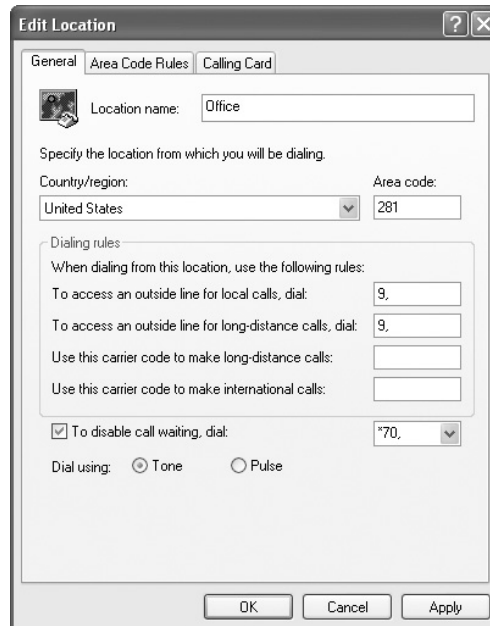 Edit Location
General Area Code Rules Calling Card
Location name: Office
Specify the location from which you will be dialing.
Country/region: Area code:
United States 281
Dialing rules
When dialing from this location, use the following rules:
To access an outside line for local calls, dial: 9,
To access an outside line for long-distance calls, dial: 9,
Use this carrier code to make long-distance calls:
Use this carrier code to make international calls:
To disable call waiting, dial: *70,
Dial using: Tone Pulse
OK Cancel Apply